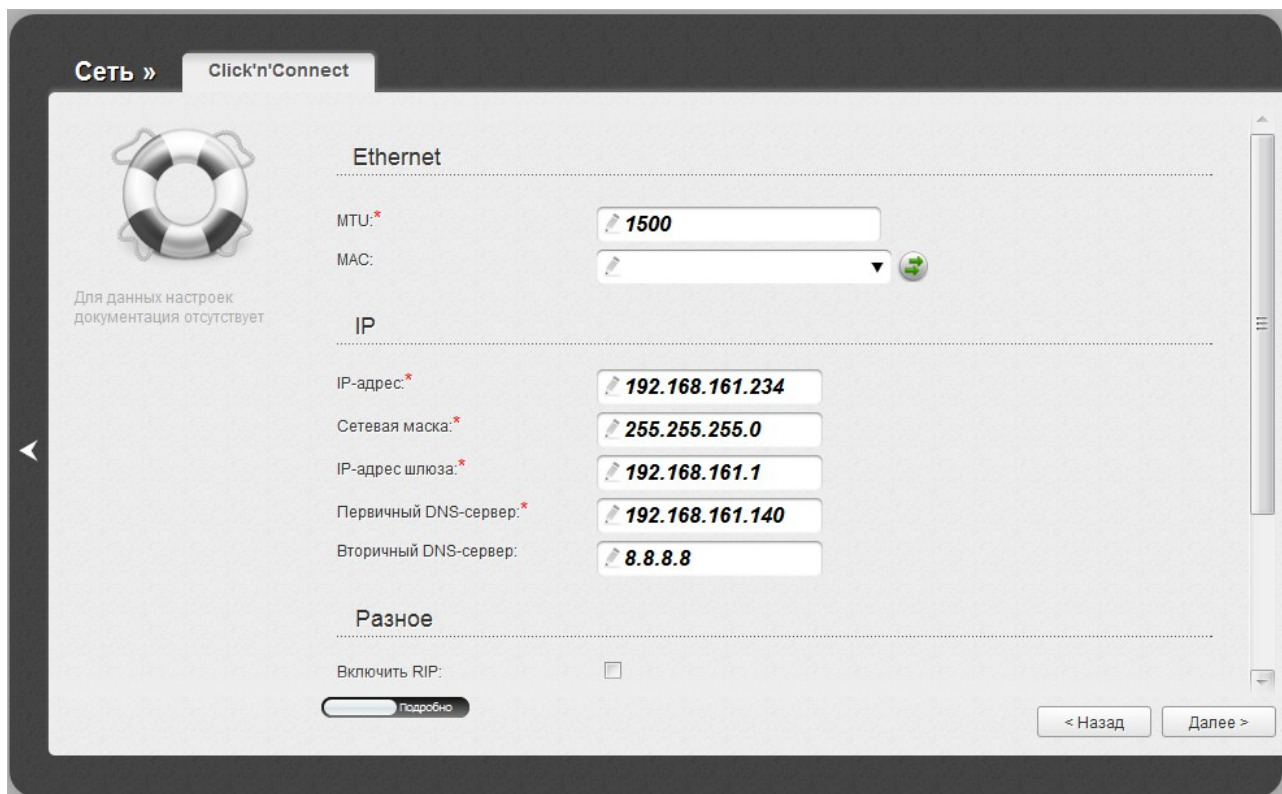 Сеть »
Click'n'Connect
Для данных настроек
документация отсутствует
Ethernet
MTU:*
1500
MAC:
IP
IP-адрес:*
192.168.161.234
Сетевая маска:*
255.255.255.0
IP-адрес шлюза:*
192.168.161.1
Первичный DNS-сервер:*
192.168.161.140
Вторичный DNS-сервер:
8.8.8.8
Разное
Включить RIP:
Подробно
< Назад
Далее >